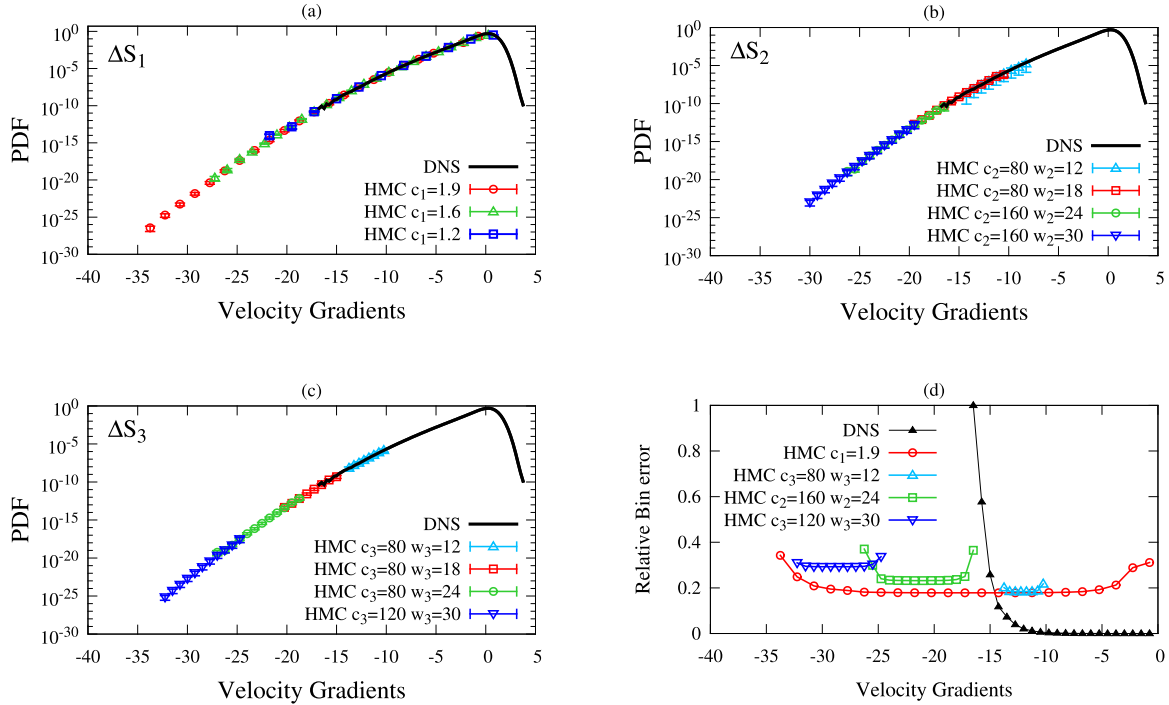 (a)
ΔS₁
PDF
10⁰
10⁻⁵
10⁻¹⁰
10⁻¹⁵
10⁻²⁰
10⁻²⁵
10⁻³⁰
DNS
HMC c₁=1.9
HMC c₁=1.6
HMC c₁=1.2
-40 -35 -30 -25 -20 -15 -10 -5 0 5
Velocity Gradients
(b)
ΔS₂
PDF
10⁰
10⁻⁵
10⁻¹⁰
10⁻¹⁵
10⁻²⁰
10⁻²⁵
10⁻³⁰
DNS
HMC c₂=80 w₂=12
HMC c₂=80 w₂=18
HMC c₂=160 w₂=24
HMC c₂=160 w₂=30
-40 -35 -30 -25 -20 -15 -10 -5 0 5
Velocity Gradients
(c)
ΔS₃
PDF
10⁰
10⁻⁵
10⁻¹⁰
10⁻¹⁵
10⁻²⁰
10⁻²⁵
10⁻³⁰
DNS
HMC c₃=80 w₃=12
HMC c₃=80 w₃=18
HMC c₃=80 w₃=24
HMC c₃=120 w₃=30
-40 -35 -30 -25 -20 -15 -10 -5 0 5
Velocity Gradients
(d)
Relative Bin error
1
0.8
0.6
0.4
0.2
0
DNS
HMC c₁=1.9
HMC c₃=80 w₃=12
HMC c₂=160 w₂=24
HMC c₃=120 w₃=30
-40 -35 -30 -25 -20 -15 -10 -5 0
Velocity Gradients